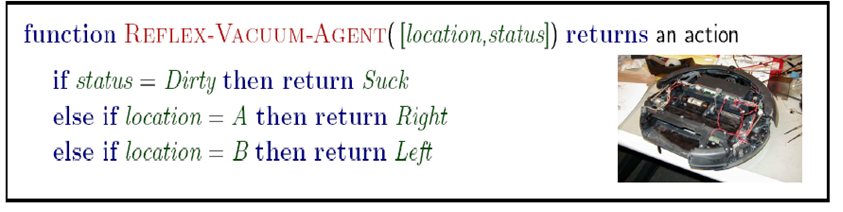 function REFLEX-VACUUM-AGENT( [location,status]) returns an action
if status = Dirty then return Suck
else if location = A then return Right
else if location = B then return Left